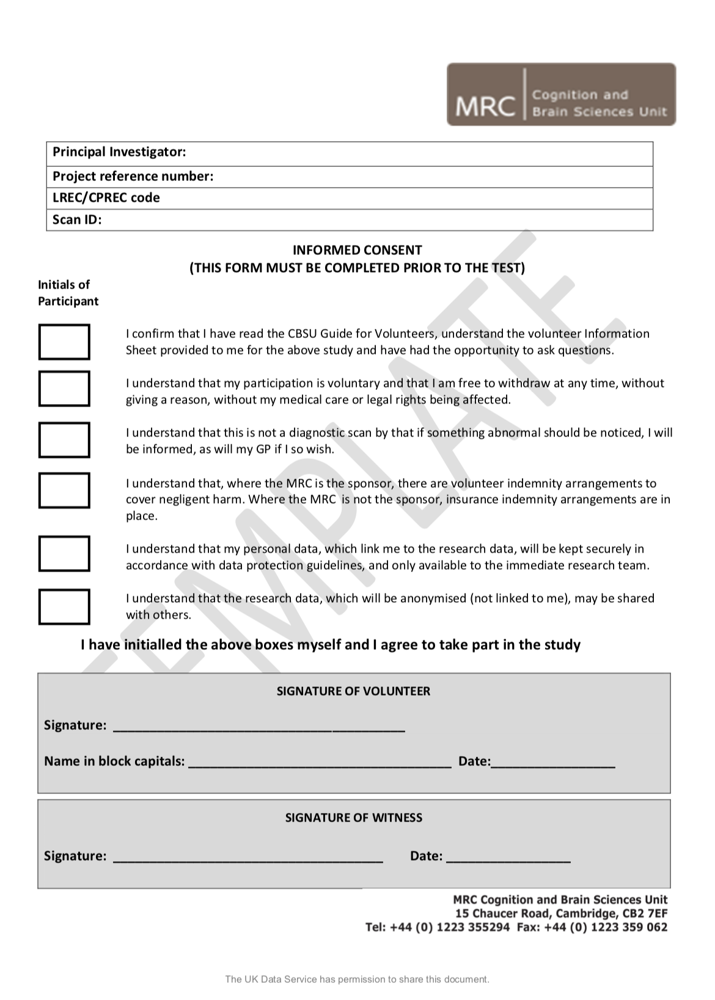 MRC
Cognition and
Brain Sciences Unit
Principal Investigator:
Project reference number:
LREC/CPREC code
Scan ID:
INFORMED CONSENT
(THIS FORM MUST BE COMPLETED PRIOR TO THE TEST)
Initials of
Participant
I confirm that I have read the CBSU Guide for Volunteers, understand the volunteer Information
Sheet provided to me for the above study and have had the opportunity to ask questions.
I understand that my participation is voluntary and that I am free to withdraw at any time, without
giving a reason, without my medical care or legal rights being affected.
I understand that this is not a diagnostic scan by that if something abnormal should be noticed, I will
be informed, as will my GP if I so wish.
I understand that, where the MRC is the sponsor, there are volunteer indemnity arrangements to
cover negligent harm. Where the MRC is not the sponsor, insurance indemnity arrangements are in
place.
I understand that my personal data, which link me to the research data, will be kept securely in
accordance with data protection guidelines, and only available to the immediate research team.
I understand that the research data, which will be anonymised (not linked to me), may be shared
with others.
I have initialled the above boxes myself and I agree to take part in the study
TEMPLATE
SIGNATURE OF VOLUNTEER
Signature: ________________________________________
Name in block capitals: ____________________________________ Date:_________________
SIGNATURE OF WITNESS
Signature: _____________________________________ Date: _________________
MRC Cognition and Brain Sciences Unit
15 Chaucer Road, Cambridge, CB2 7EF
Tel: +44 (0) 1223 355294 Fax: +44 (0) 1223 359 062
The UK Data Service has permission to share this document.